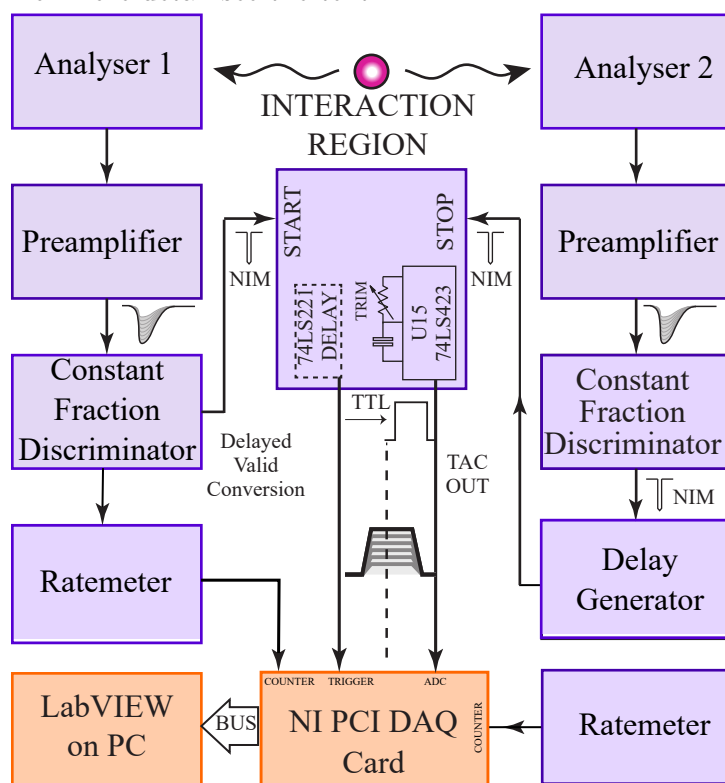 Analyser 1
Analyser 2
INTERACTION
REGION
Preamplifier
START
STOP
Preamplifier
NIM
NIM
74LS221
DELAY
TRIM
U15
74LS423
Constant
Fraction
Discriminator
Constant
Fraction
Discriminator
TTL
Delayed
Valid
Conversion
TAC
OUT
NIM
Ratemeter
Delay
Generator
COUNTER
TRIGGER
ADC
COUNTER
LabVIEW
on PC
BUS
NI PCI DAQ
Card
Ratemeter